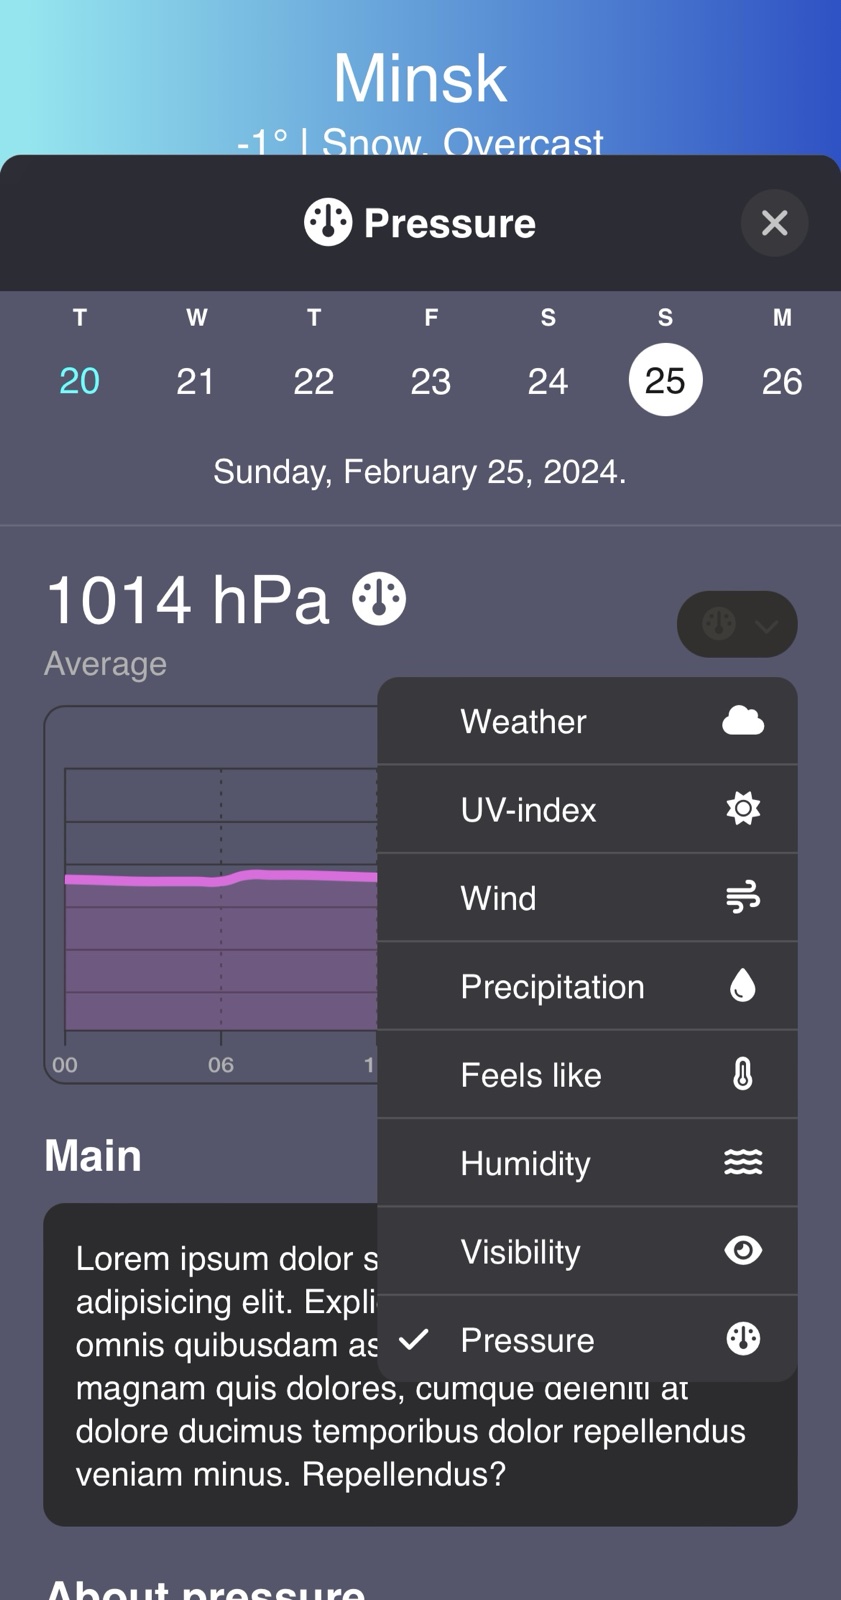 Minsk
-1° | Snow, Overcast
Pressure
T W T F S S M
20 21 22 23 24 25 26
Sunday, February 25, 2024.
1014 hPa
Average
00 06 1
Weather
UV-index
Wind
Precipitation
Feels like
Humidity
Visibility
Pressure
Main
Lorem ipsum dolor s
adipisicing elit. Expli
omnis quibusdam as
magnam quis dolores, cumque deleniti at
dolore ducimus temporibus dolor repellendus
veniam minus. Repellendus?
About pressure